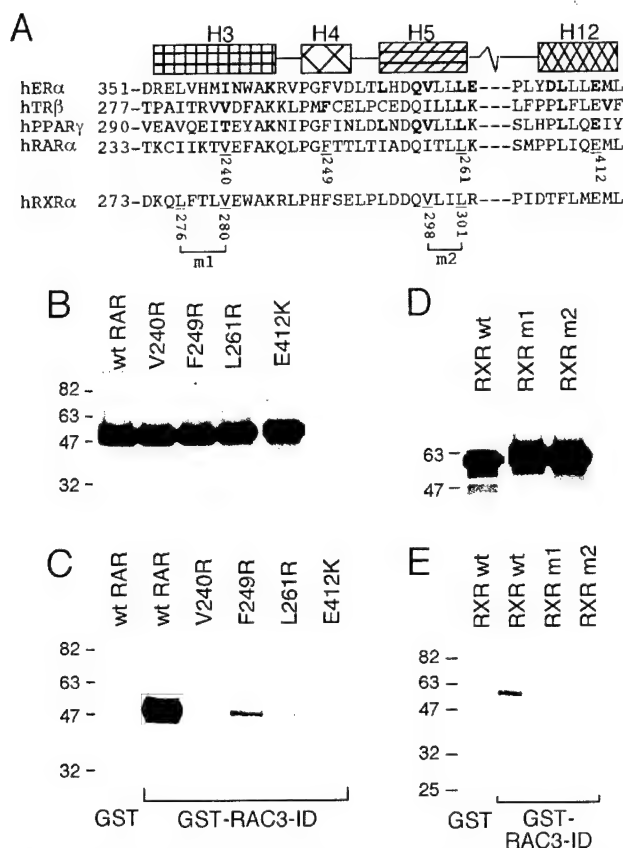 A
H3 H4 H5 H12
hERα 351-DRELVHMINWAKRVPGFVDLTLHDQVLLLE---PLYDLLLEML
hTRβ 277-TPAITRVVDFAKKLPMFCELPCEDQIILLK---LFPPLFLEVF
hPPARγ 290-VEAVQEITEYAKNIPGFINLDLNDQVTLLK---SLHPLLQEIY
hRARα 233-TKCIIKTVEFAKQLPGFTTLTIADQITLLK---SMPPLIQEML
240 249 261 412
hRXRα 273-DKQLFTLVEWAKRLPHFSELPLDDQVLILR---PIDTFLMEML
276 280 298 301
m1 m2
B
wt RAR V240R F249R L261R E412K
82 –
63 –
47 –
32 –
D
RXR wt RXR m1 RXR m2
63 –
47 –
C
wt RAR wt RAR V240R F249R L261R E412K
82 –
63 –
47 –
32 –
GST GST-RAC3-ID
E
RXR wt RXR wt RXR m1 RXR m2
82 –
63 –
47 –
32 –
25 –
GST GST-
RAC3-ID